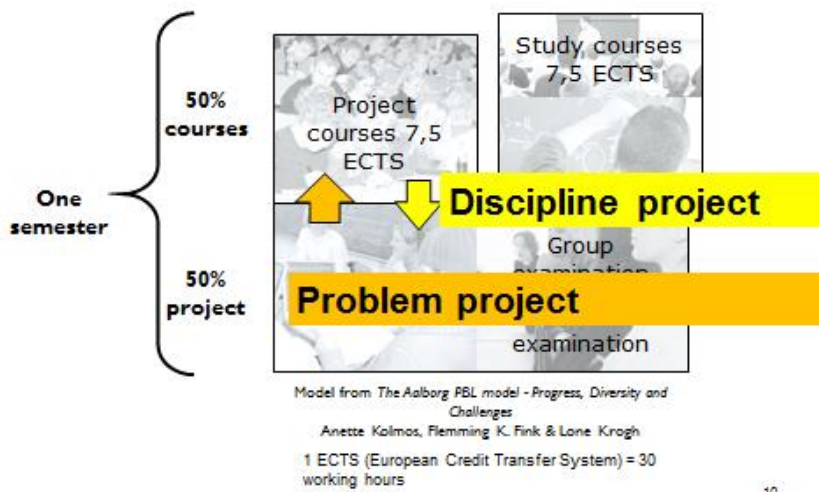 One
semester
50%
courses
50%
project
Project
courses 7,5
ECTS
Study courses
7,5 ECTS
Discipline project
Group
examination
Problem project
examination
Model from The Aalborg PBL model - Progress, Diversity and
Challenges
Anette Kolmos, Flemming K. Fink & Lone Krogh
1 ECTS (European Credit Transfer System) = 30
working hours